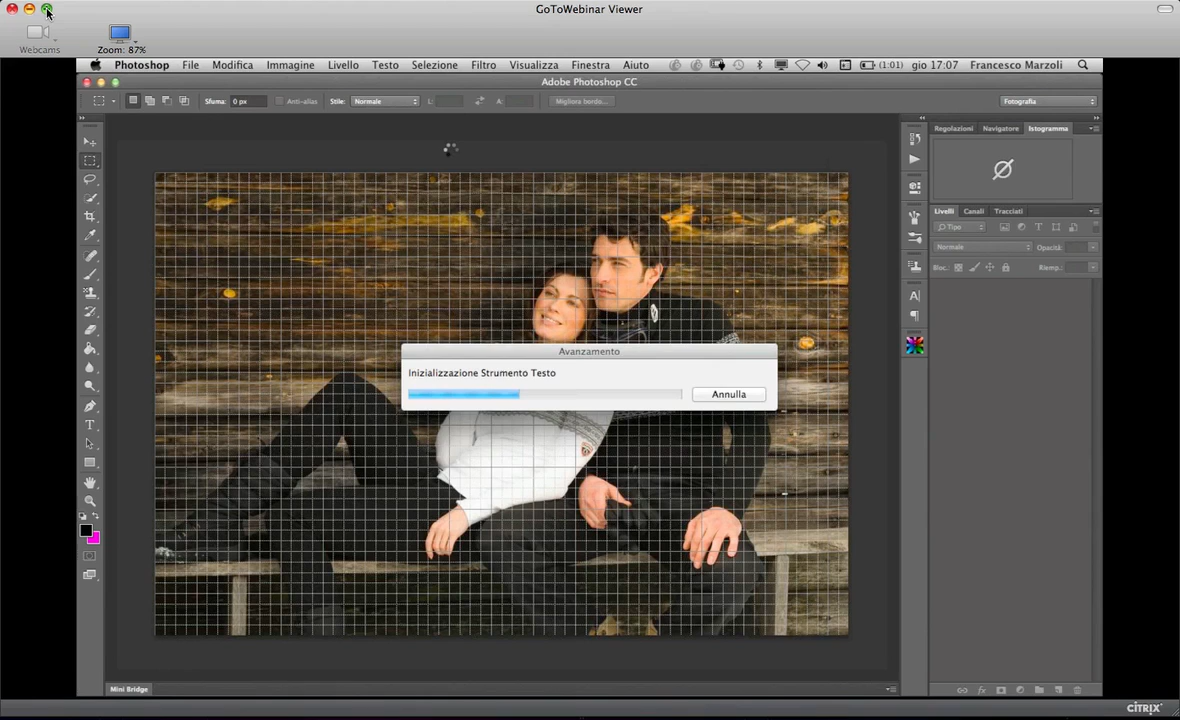 GoToWebinar Viewer
Webcams
Zoom: 87%
Photoshop File Modifica Immagine Livello Testo Selezione Filtro Visualizza Finestra Aiuto (1:01) gio 17:07 Francesco Marzoli
Adobe Photoshop CC
Sfuma: 0 px Anti-alias Stile: Normale L: A: Migliora bordo... Fotografia
Regolazioni Navigatore Istogramma
Livelli Canali Tracciati
Tipo
Normale Opacità:
Bloc.: Riemp.:
Avanzamento
Inizializzazione Strumento Testo
Annulla
Mini Bridge
CITRIX